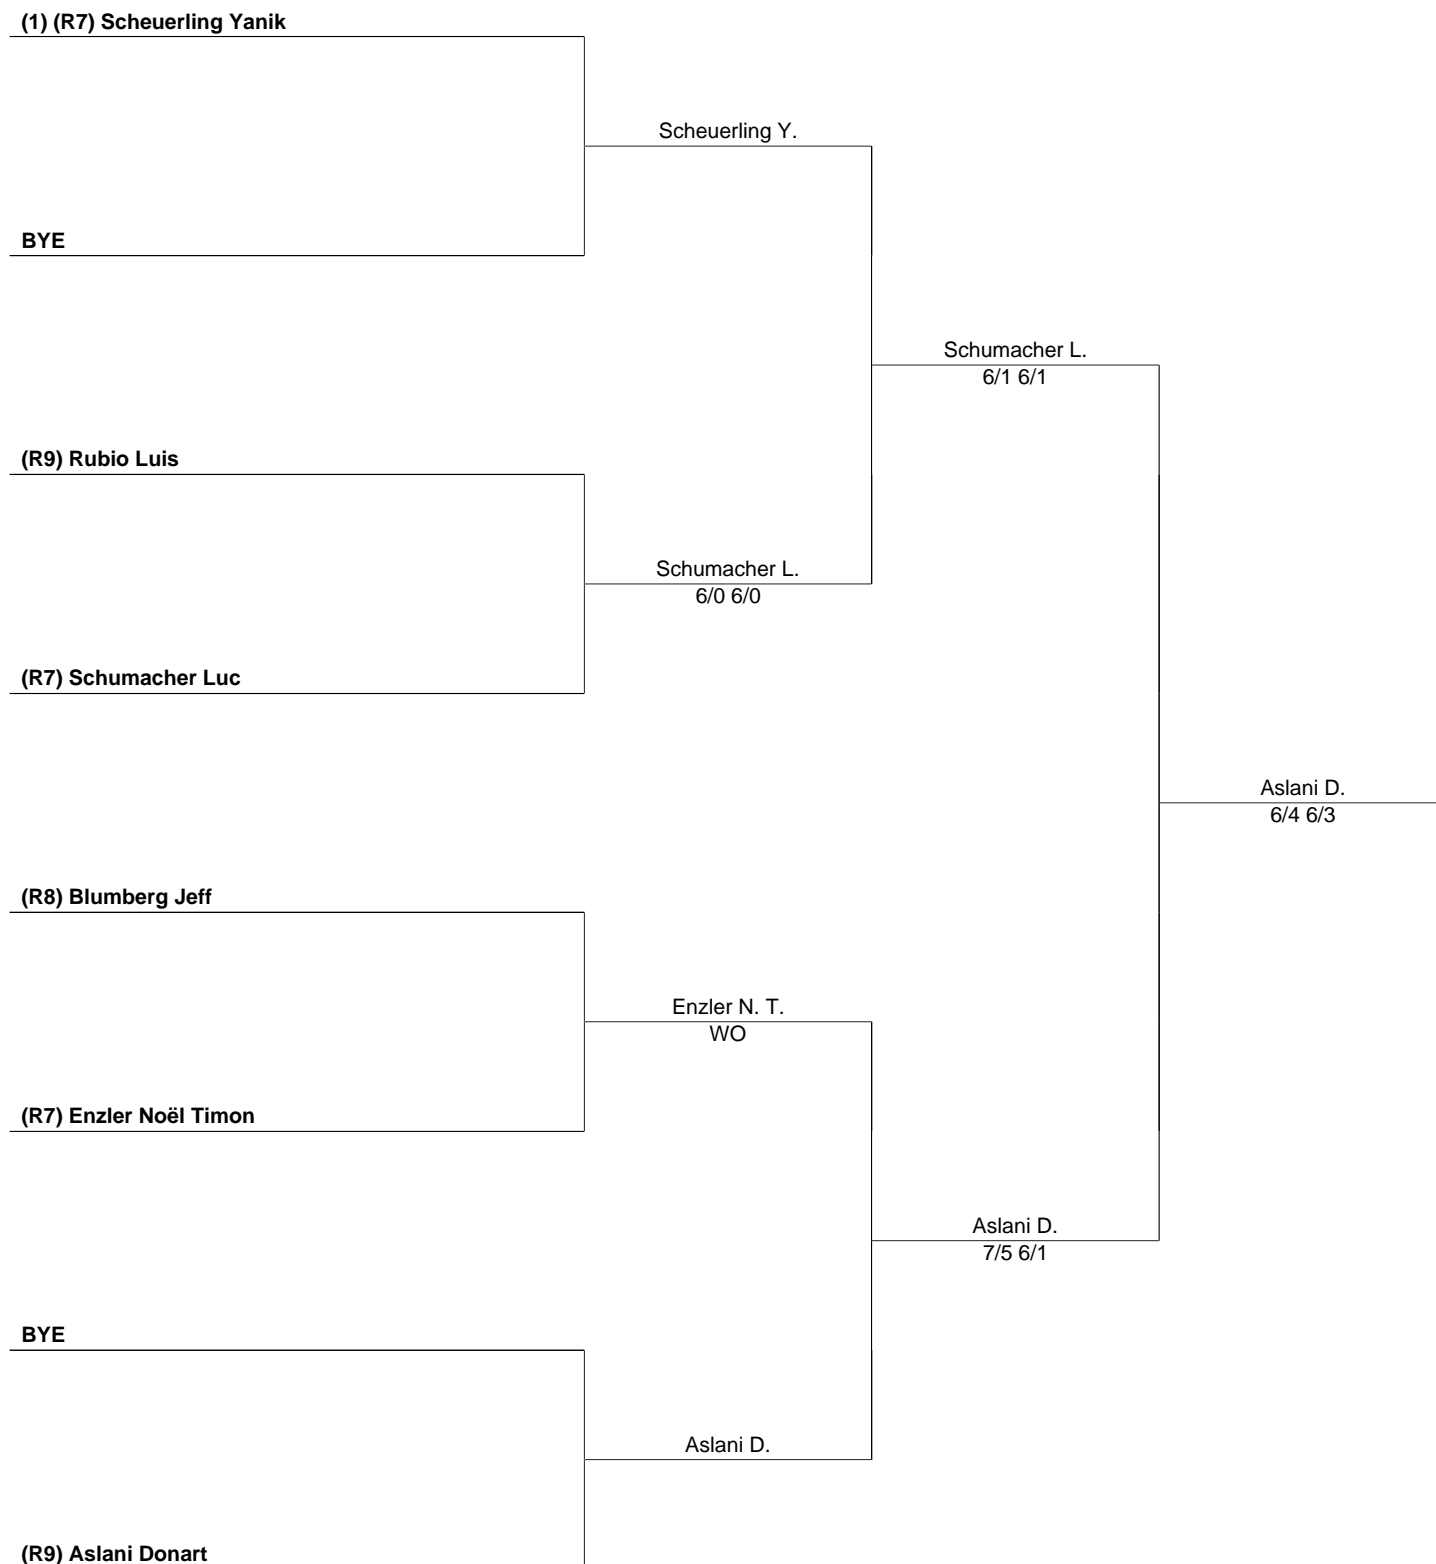 (1) (R7) Scheuerling Yanik
Scheuerling Y.
BYE
Schumacher L.
6/1 6/1
(R9) Rubio Luis
Schumacher L.
6/0 6/0
(R7) Schumacher Luc
Aslani D.
6/4 6/3
(R8) Blumberg Jeff
Enzler N. T.
WO
(R7) Enzler Noël Timon
Aslani D.
7/5 6/1
BYE
Aslani D.
(R9) Aslani Donart